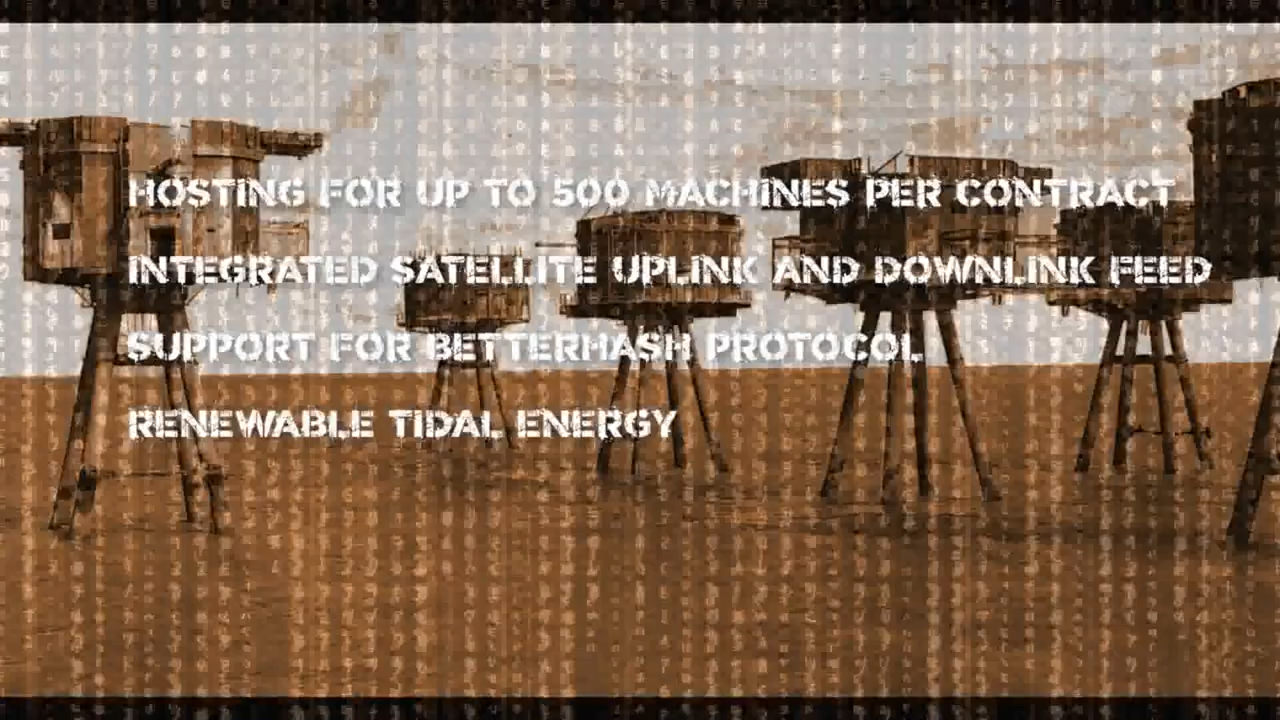 HOSTING FOR UP TO 500 MACHINES PER CONTRACT
INTEGRATED SATELLITE UPLINK AND DOWNLINK FEED
SUPPORT FOR BETTERHASH PROTOCOL
RENEWABLE TIDAL ENERGY